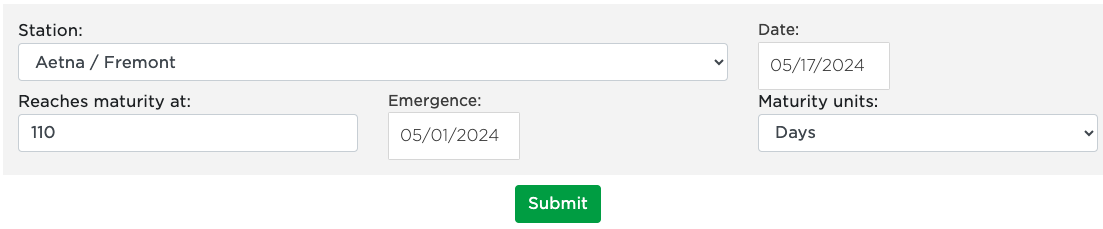 Station:
Date:
Aetna / Fremont
05/17/2024
Reaches maturity at:
Emergence:
Maturity units:
110
05/01/2024
Days
Submit